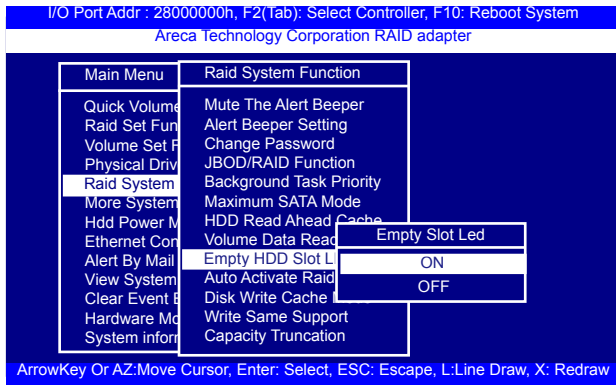 I/O Port Addr : 28000000h, F2(Tab): Select Controller, F10: Reboot System
Areca Technology Corporation RAID adapter
Main Menu
Quick Volume
Raid Set Fun
Volume Set F
Physical Driv
Raid System
More System
Hdd Power M
Ethernet Con
Alert By Mail
View System
Clear Event
Hardware Mo
System inforr
Raid System Function
Mute The Alert Beeper
Alert Beeper Setting
Change Password
JBOD/RAID Function
Background Task Priority
Maximum SATA Mode
HDD Read Ahead Cache
Volume Data Read
Empty HDD Slot L
Auto Activate Raid
Disk Write Cache
Write Same Support
Capacity Truncation
Empty Slot Led
ON
OFF
ArrowKey Or AZ:Move Cursor, Enter: Select, ESC: Escape, L:Line Draw, X: Redraw